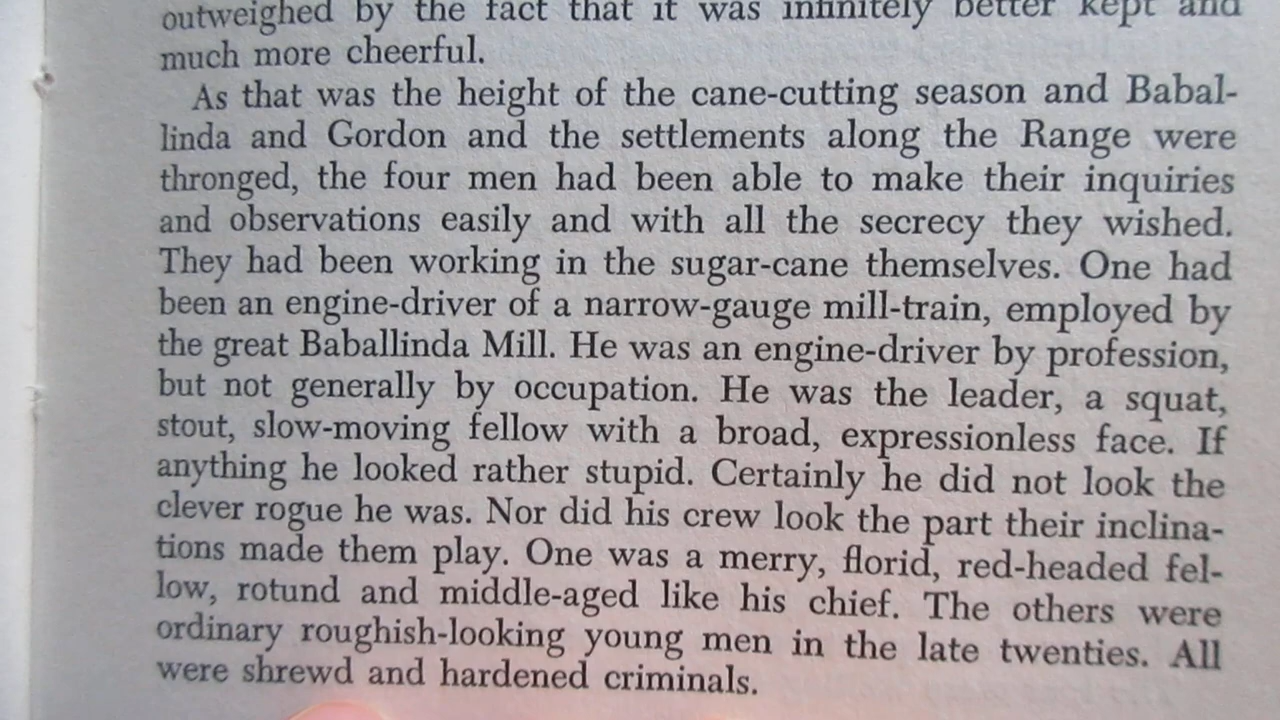 outweighed by the fact that it was infinitely better kept and
much more cheerful.
As that was the height of the cane-cutting season and Babal-
linda and Gordon and the settlements along the Range were
thronged, the four men had been able to make their inquiries
and observations easily and with all the secrecy they wished.
They had been working in the sugar-cane themselves. One had
been an engine-driver of a narrow-gauge mill-train, employed by
the great Baballinda Mill. He was an engine-driver by profession,
but not generally by occupation. He was the leader, a squat,
stout, slow-moving fellow with a broad, expressionless face. If
anything he looked rather stupid. Certainly he did not look the
clever rogue he was. Nor did his crew look the part their inclina-
tions made them play. One was a merry, florid, red-headed fel-
low, rotund and middle-aged like his chief. The others were
ordinary roughish-looking young men in the late twenties. All
were shrewd and hardened criminals.